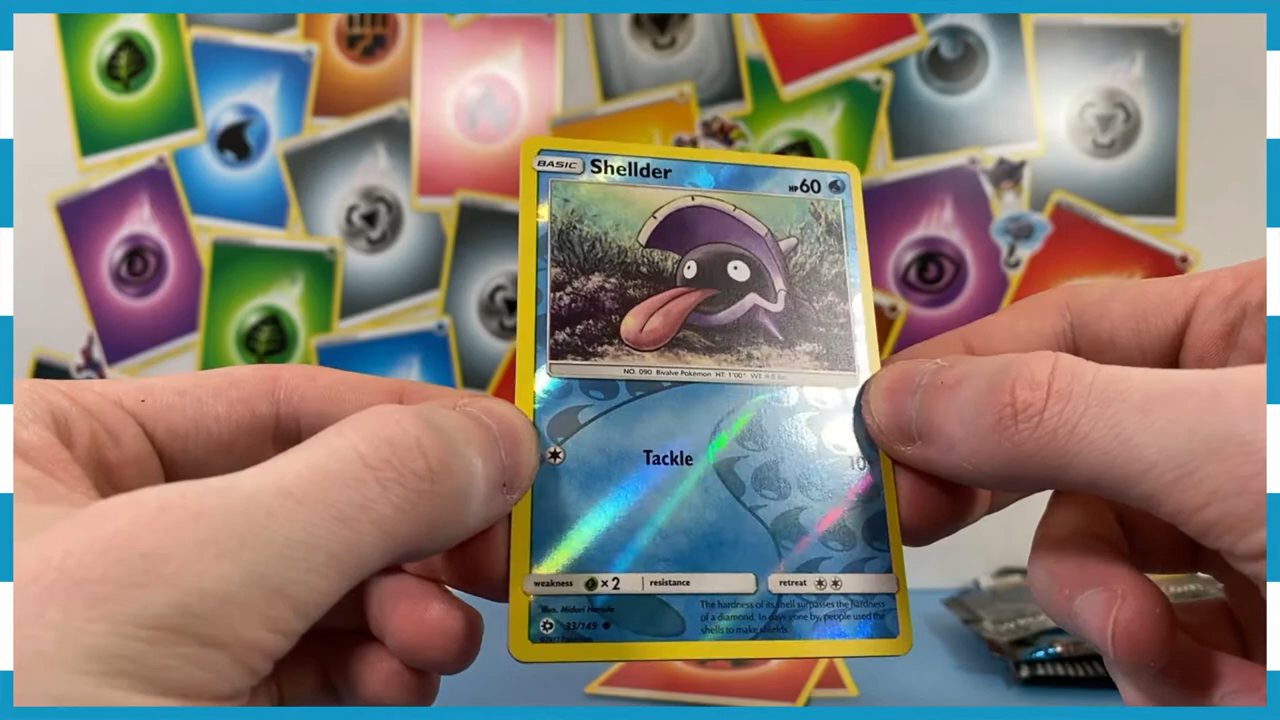 BASIC Shellder HP 60
NO. 090 Bivalve Pokémon HT: 1'00"
Tackle 10
weakness ×2 resistance retreat
Illus. Midori Harada
The hardness of its shell surpasses the hardness
33/149
of a diamond. In days gone by, people used the
shells to make shields.